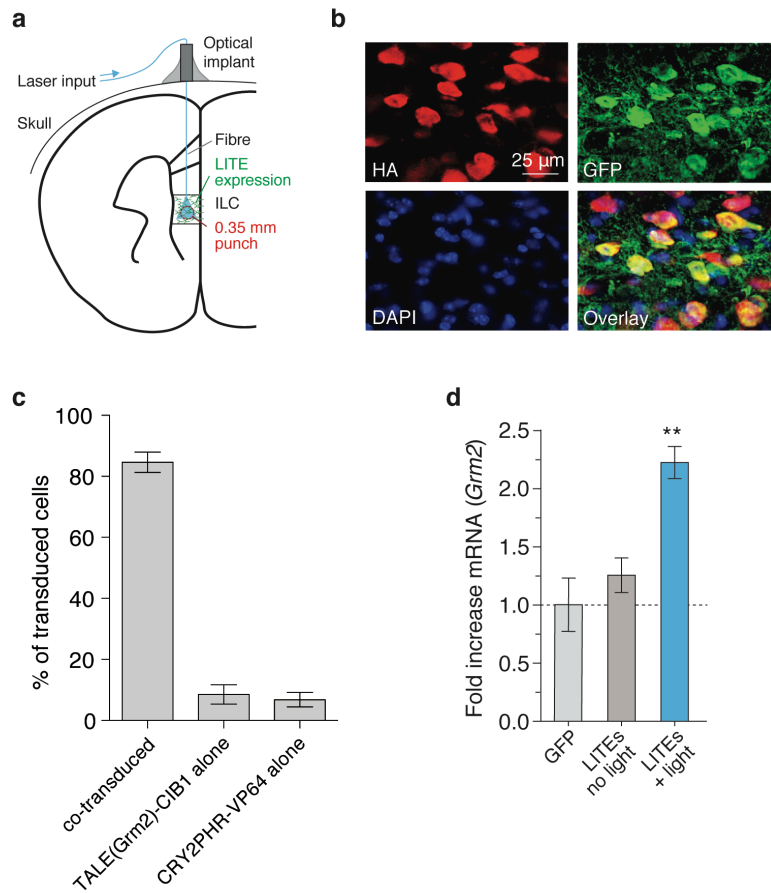 a
Optical
implant
Laser input
Skull
Fibre
LITE
expression
ILC
0.35 mm
punch
b
HA
25 µm
GFP
DAPI
Overlay
c
% of transduced cells
100
80
60
40
20
0
co-transduced
TALE(Grm2)-CIB1 alone
CRY2PHR-VP64 alone
d
Fold increase mRNA (Grm2)
2.5
2.0
1.5
1.0
0.5
0.0
**
GFP
LITEs
no light
LITEs
+ light